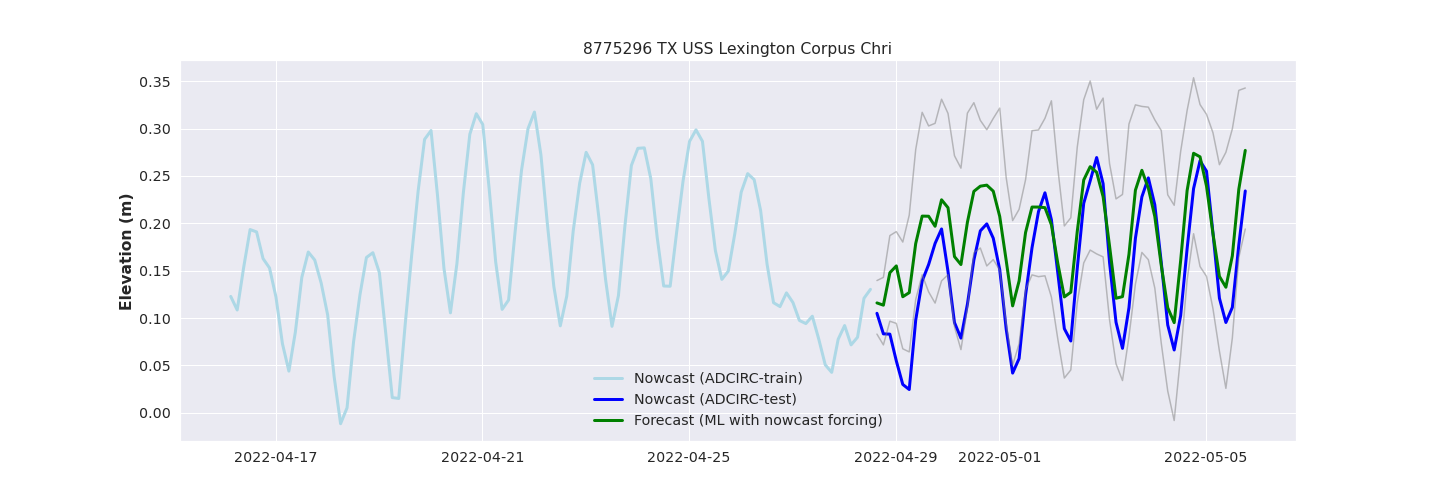 8775296 TX USS Lexington Corpus Chri
Elevation (m)
0.35
0.30
0.25
0.20
0.15
0.10
0.05
0.00
Nowcast (ADCIRC-train)
Nowcast (ADCIRC-test)
Forecast (ML with nowcast forcing)
2022-04-17 2022-04-21 2022-04-25 2022-04-29 2022-05-01 2022-05-05